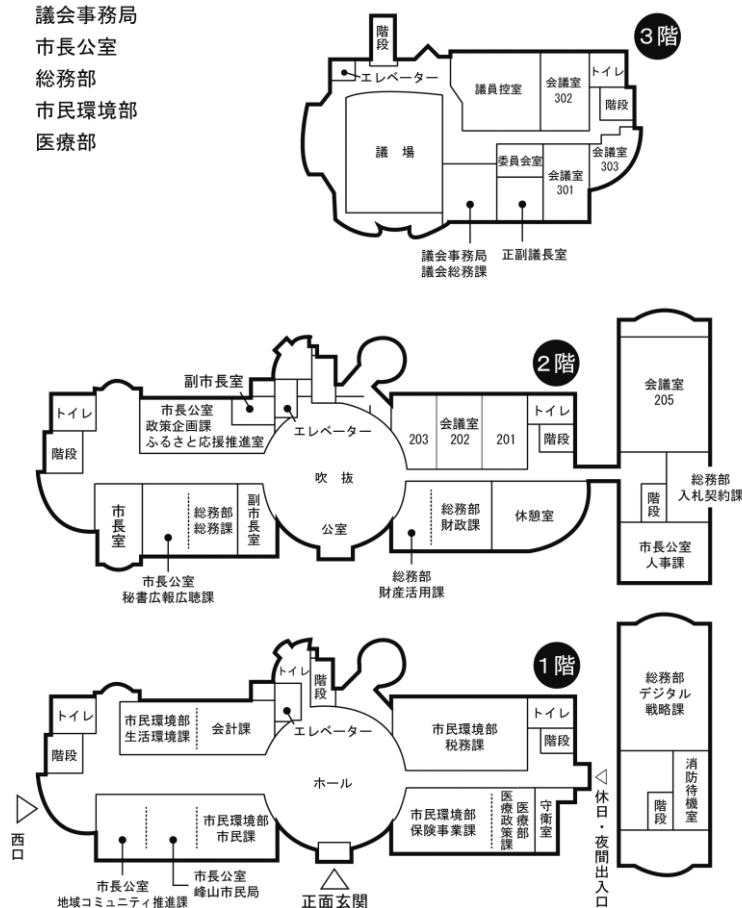 議会事務局
市長公室
総務部
市民環境部
医療部
3階
階段
エレベーター
議員控室
会議室
302
トイレ
階段
議 場
委員会室
会議室
301
会議室
303
議会事務局
議会総務課
正副議長室
2階
副市長室
トイレ
階段
市長公室
政策企画課
ふるさと応援推進室
エレベーター
203
会議室
202
201
トイレ
階段
会議室
205
吹 抜
市長室
総務部
総務課
副市長室
公室
総務部
財政課
休憩室
階段
総務部
入札契約課
市長公室
人事課
市長公室
秘書広報広聴課
総務部
財産活用課
1階
トイレ
階段
トイレ
階段
市民環境部
生活環境課
会計課
エレベーター
市民環境部
税務課
トイレ
階段
総務部
デジタル
戦略課
ホール
西口
市民環境部
市民課
市民環境部
保険事業課
医療部
医療政策課
守衛室
休日・夜間出入口
階段
消防待機室
市長公室
地域コミュニティ推進課
市長公室
峰山市民局
正面玄関